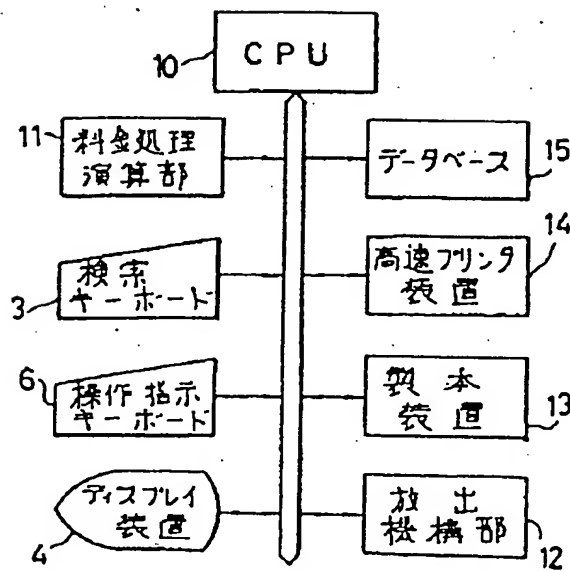 CPU
10
11
料金処理
演算部
データベース
15
検索
キーボード
3
高速プリンタ
装置
14
6
操作指示
キーボード
製本
装置
13
ディスプレイ
装置
4
放出
機構部
12